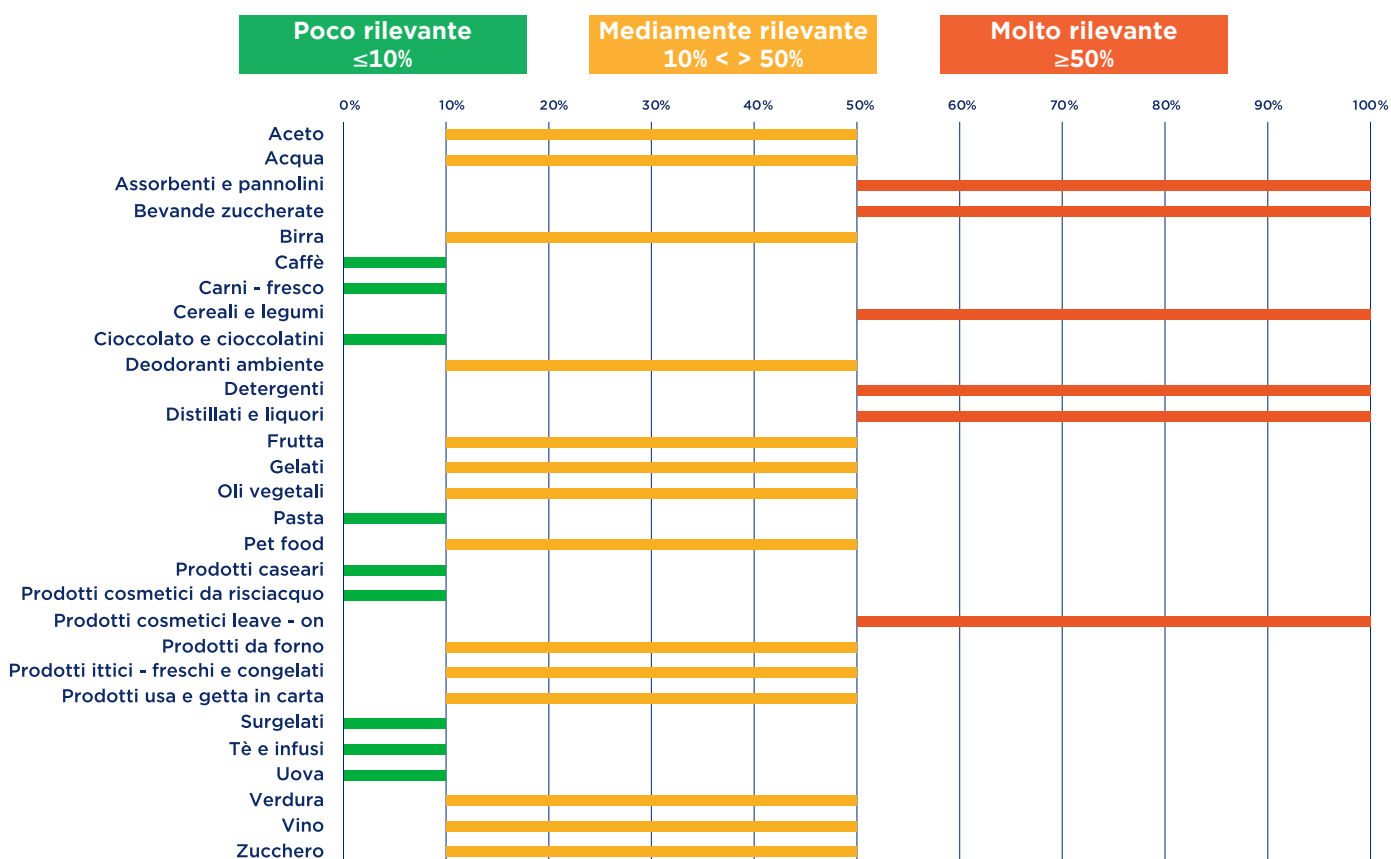 Poco rilevante
≤10%
Mediamente rilevante
10% < > 50%
Molto rilevante
≥50%
0% 10% 20% 30% 40% 50% 60% 70% 80% 90% 100%
Aceto
Acqua
Assorbenti e pannolini
Bevande zuccherate
Birra
Caffè
Carni - fresco
Cereali e legumi
Cioccolato e cioccolatini
Deodoranti ambiente
Detergenti
Distillati e liquori
Frutta
Gelati
Oli vegetali
Pasta
Pet food
Prodotti caseari
Prodotti cosmetici da risciacquo
Prodotti cosmetici leave - on
Prodotti da forno
Prodotti ittici - freschi e congelati
Prodotti usa e getta in carta
Surgelati
Tè e infusi
Uova
Verdura
Vino
Zucchero